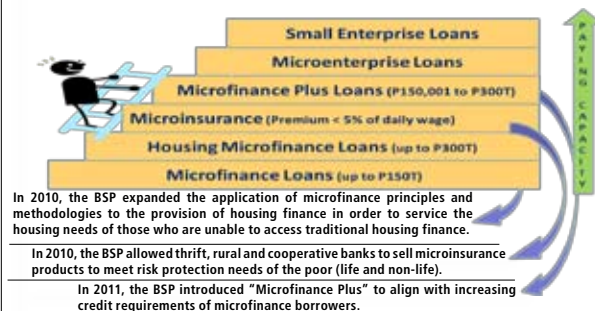 Small Enterprise Loans
Microenterprise Loans
Microfinance Plus Loans (P150,001 to P300T)
Microinsurance (Premium < 5% of daily wage)
Housing Microfinance Loans (up to P300T)
Microfinance Loans (up to P150T)
PAYING CAPACITY
In 2010, the BSP expanded the application of microfinance principles and
methodologies to the provision of housing finance in order to service the
housing needs of those who are unable to access traditional housing finance.
In 2010, the BSP allowed thrift, rural and cooperative banks to sell microinsurance
products to meet risk protection needs of the poor (life and non-life).
In 2011, the BSP introduced “Microfinance Plus” to align with increasing
credit requirements of microfinance borrowers.